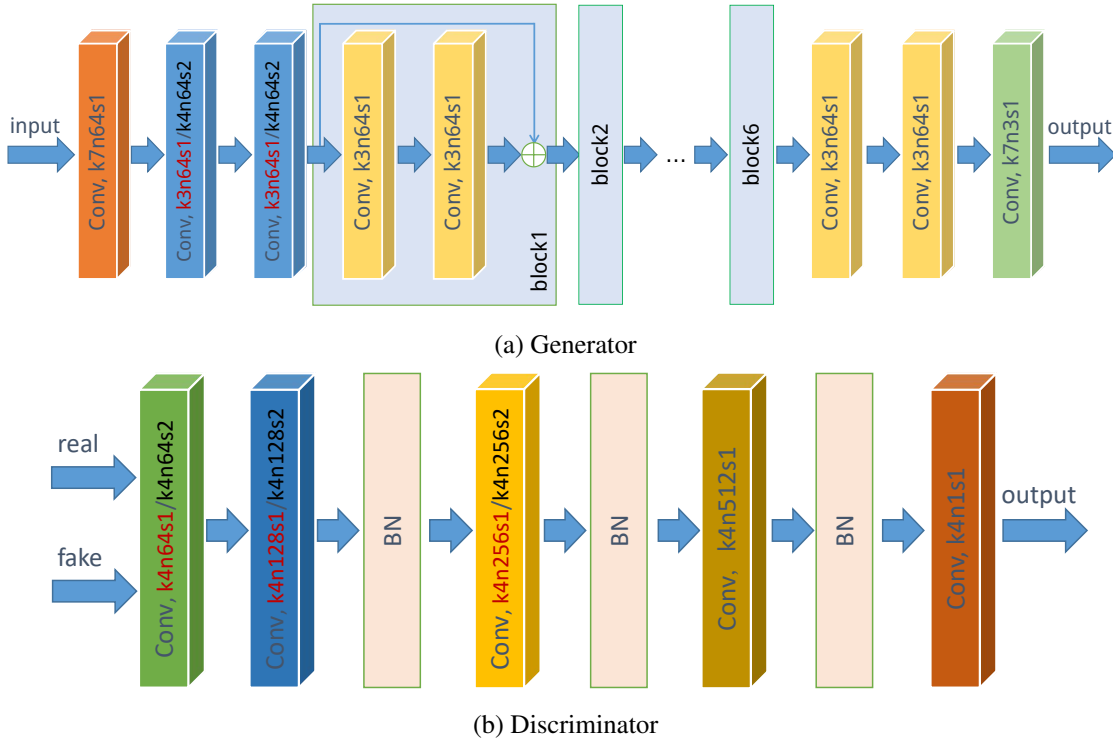 input
Conv, k7n64s1
Conv, k3n64s1/k4n64s2
Conv, k3n64s1/k4n64s2
Conv, k3n64s1
Conv, k3n64s1
block1
block2
...
block6
Conv, k3n64s1
Conv, k3n64s1
Conv, k7n3s1
output
(a) Generator
real
fake
Conv, k4n64s1/k4n64s2
Conv, k4n128s1/k4n128s2
BN
Conv, k4n256s1/k4n256s2
BN
Conv, k4n512s1
BN
Conv, k4n1s1
output
(b) Discriminator